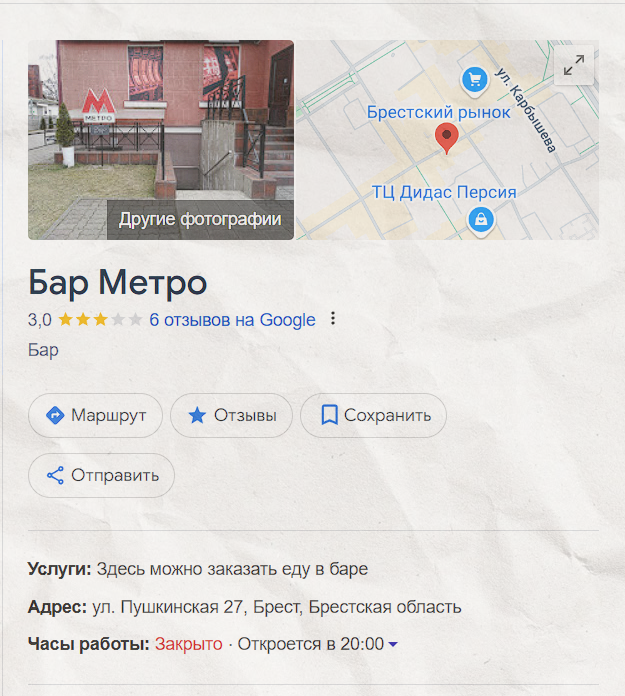 МЕТРО
Другие фотографии
ул. Карбышева
Брестский рынок
ТЦ Дидас Персия
Бар Метро
3,0 6 отзывов на Google
Бар
Маршрут Отзывы Сохранить
Отправить
Услуги: Здесь можно заказать еду в баре
Адрес: ул. Пушкинская 27, Брест, Брестская область
Часы работы: Закрыто · Откроется в 20:00